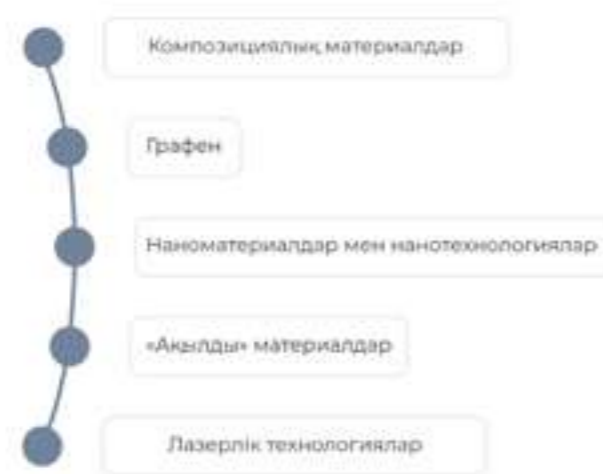 Композициялық материалдар
Графен
Наноматериалдар мен нанотехнологиялар
«Ақылды» материалдар
Лазерлік технологиялар